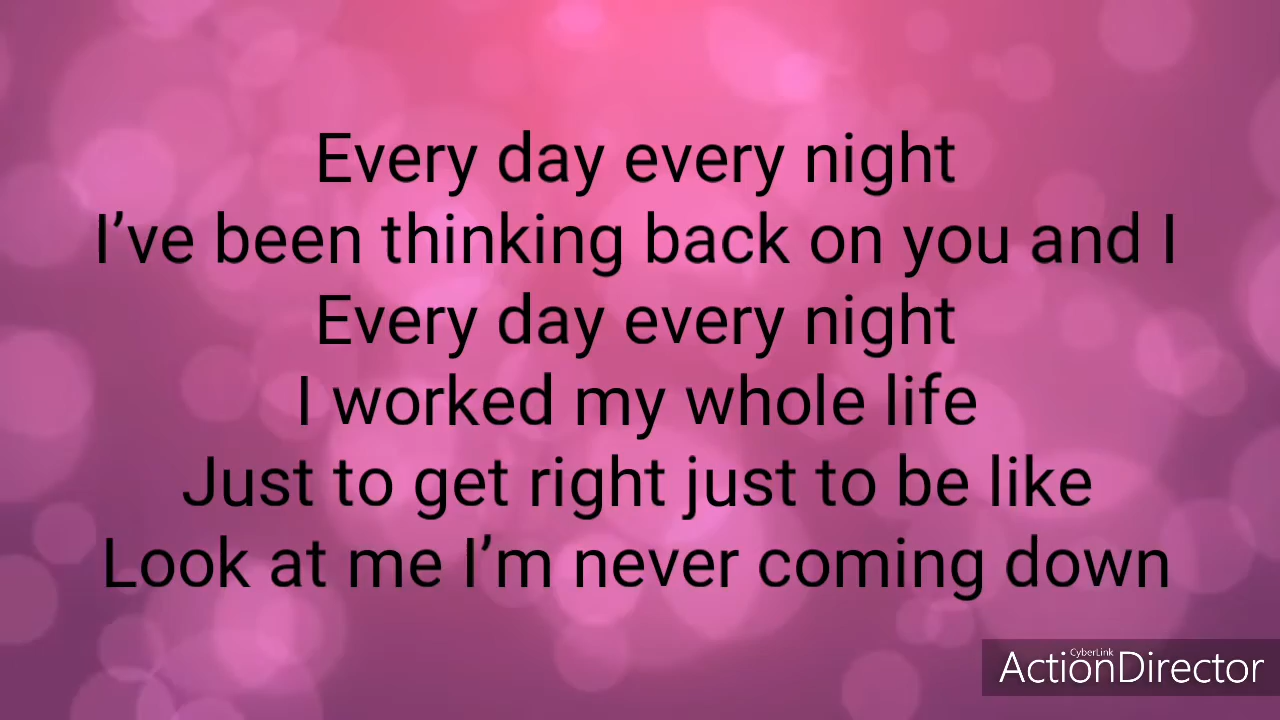 Every day every night
I’ve been thinking back on you and I
Every day every night
I worked my whole life
Just to get right just to be like
Look at me I’m never coming down
CyberLink
ActionDirector